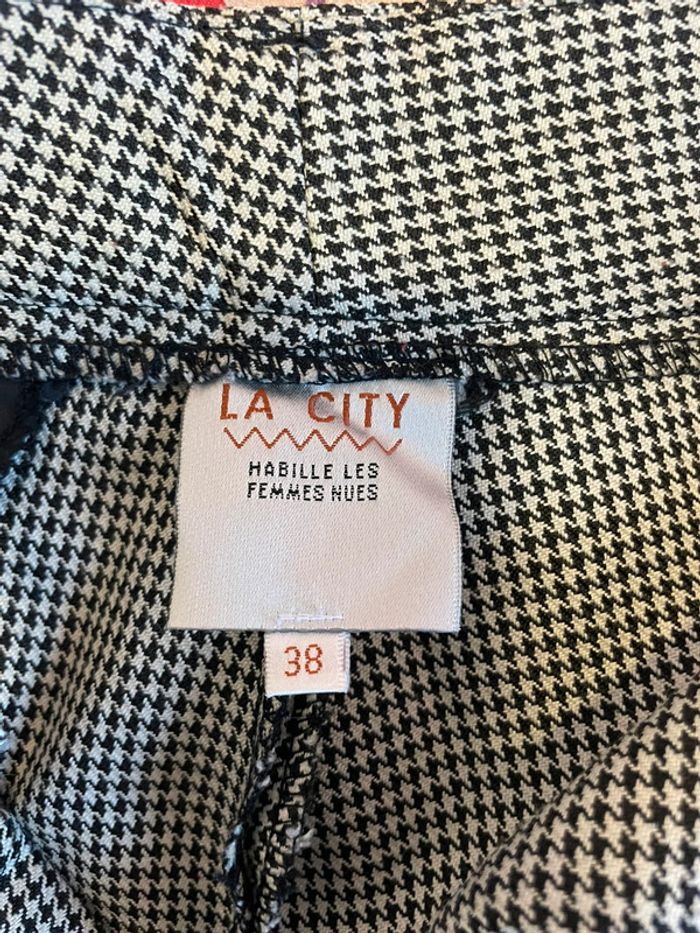 LA CITY
HABILLE LES
FEMMES NUES
38